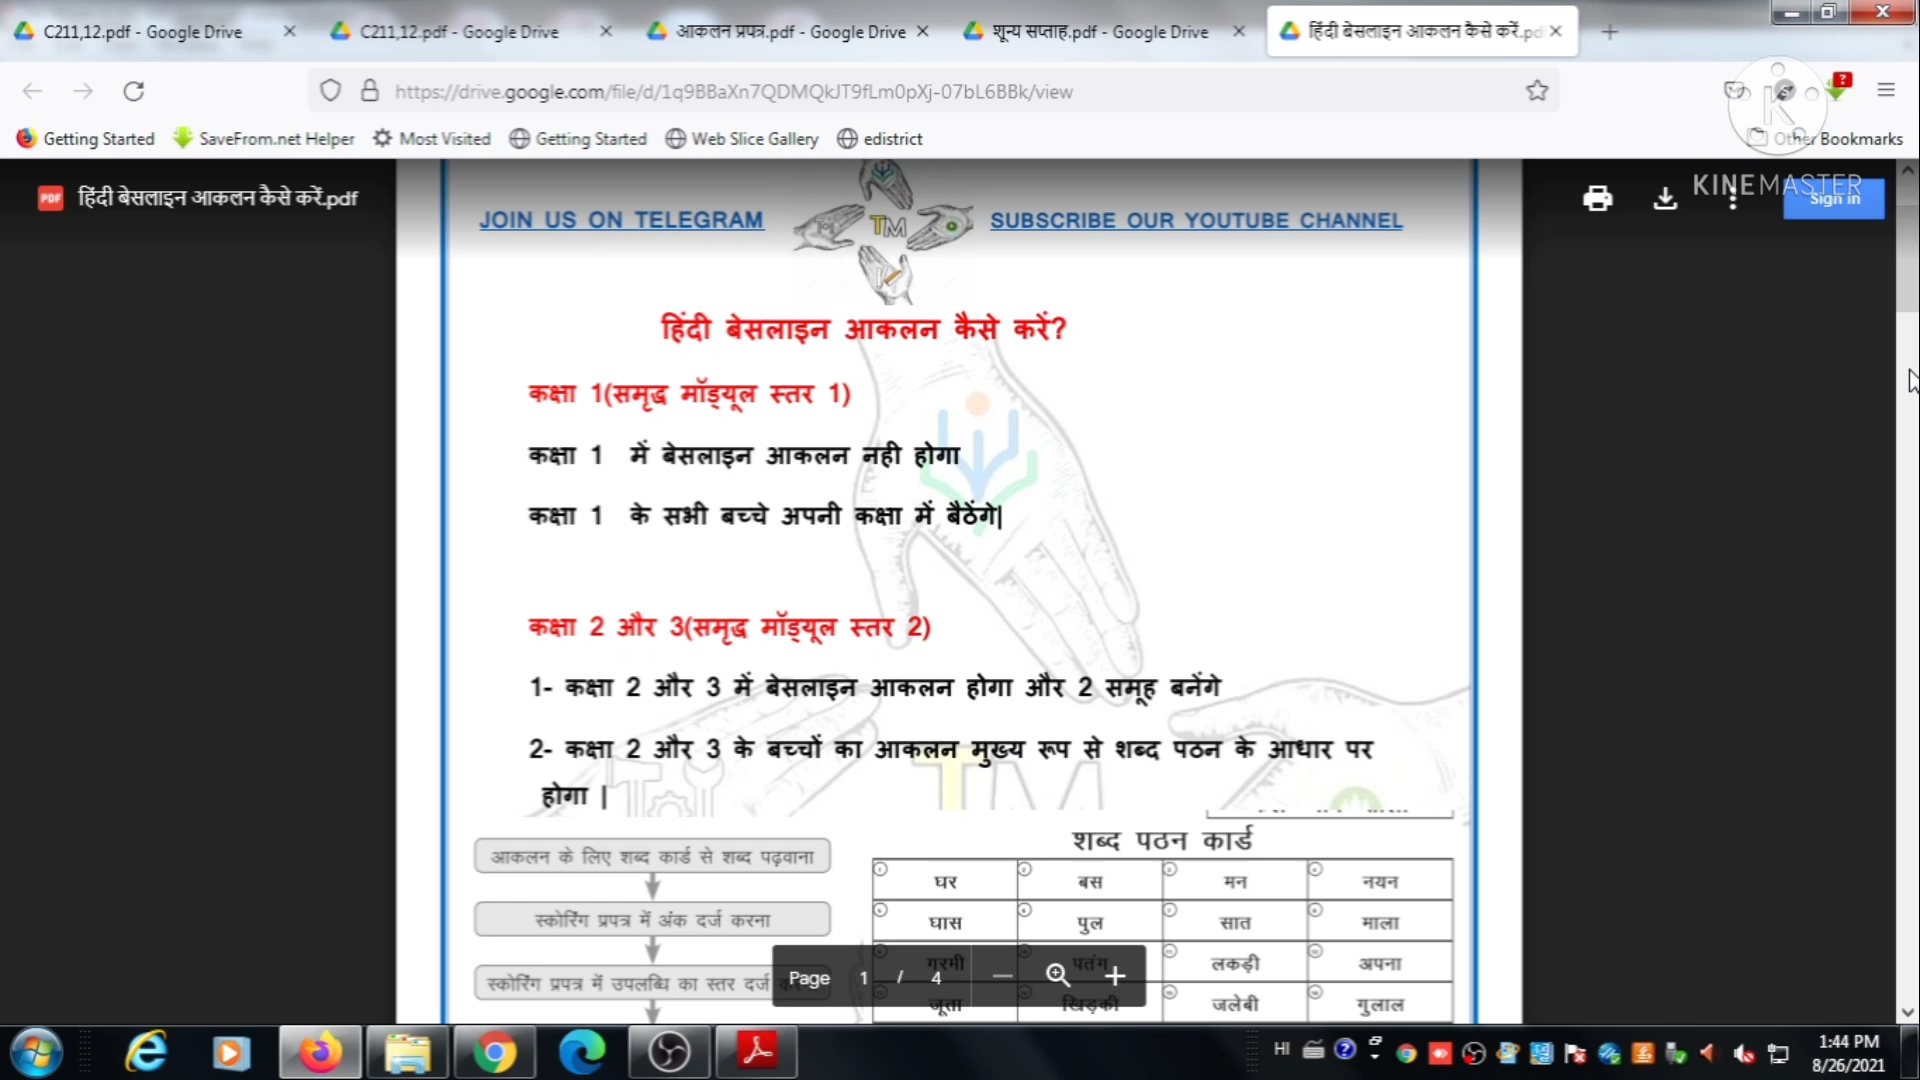 C211,12.pdf - Google Drive
C211,12.pdf - Google Drive
आकलन प्रपत्र.pdf - Google Drive
शून्य सप्ताह.pdf - Google Drive
हिंदी बेसलाइन आकलन कैसे करें.pd
https://drive.google.com/file/d/1q9BBaXn7QDMQkJT9fLm0pXj-07bL6BBk/view
Getting Started
SaveFrom.net Helper
Most Visited
Getting Started
Web Slice Gallery
edistrict
Other Bookmarks
K
KINEMASTER
PDF
हिंदी बेसलाइन आकलन कैसे करें.pdf
Sign in
JOIN US ON TELEGRAM
TM
SUBSCRIBE OUR YOUTUBE CHANNEL
हिंदी बेसलाइन आकलन कैसे करें?
कक्षा 1(समृद्ध मॉड्यूल स्तर 1)
कक्षा 1 में बेसलाइन आकलन नही होगा
कक्षा 1 के सभी बच्चे अपनी कक्षा में बैठेंगे|
कक्षा 2 और 3(समृद्ध मॉड्यूल स्तर 2)
1- कक्षा 2 और 3 में बेसलाइन आकलन होगा और 2 समूह बनेंगे
2- कक्षा 2 और 3 के बच्चों का आकलन मुख्य रूप से शब्द पठन के आधार पर
होगा |
TM
आकलन के लिए शब्द कार्ड से शब्द पढ़वाना
स्कोरिंग प्रपत्र में अंक दर्ज करना
स्कोरिंग प्रपत्र में उपलब्धि का स्तर दर्ज
शब्द पठन कार्ड
घर बस मन नयन
घास पुल सात माला
गरमी पतंग लकड़ी अपना
जूता खिड़की जलेबी गुलाल
Page 1 / 4
HI
1:44 PM
8/26/2021